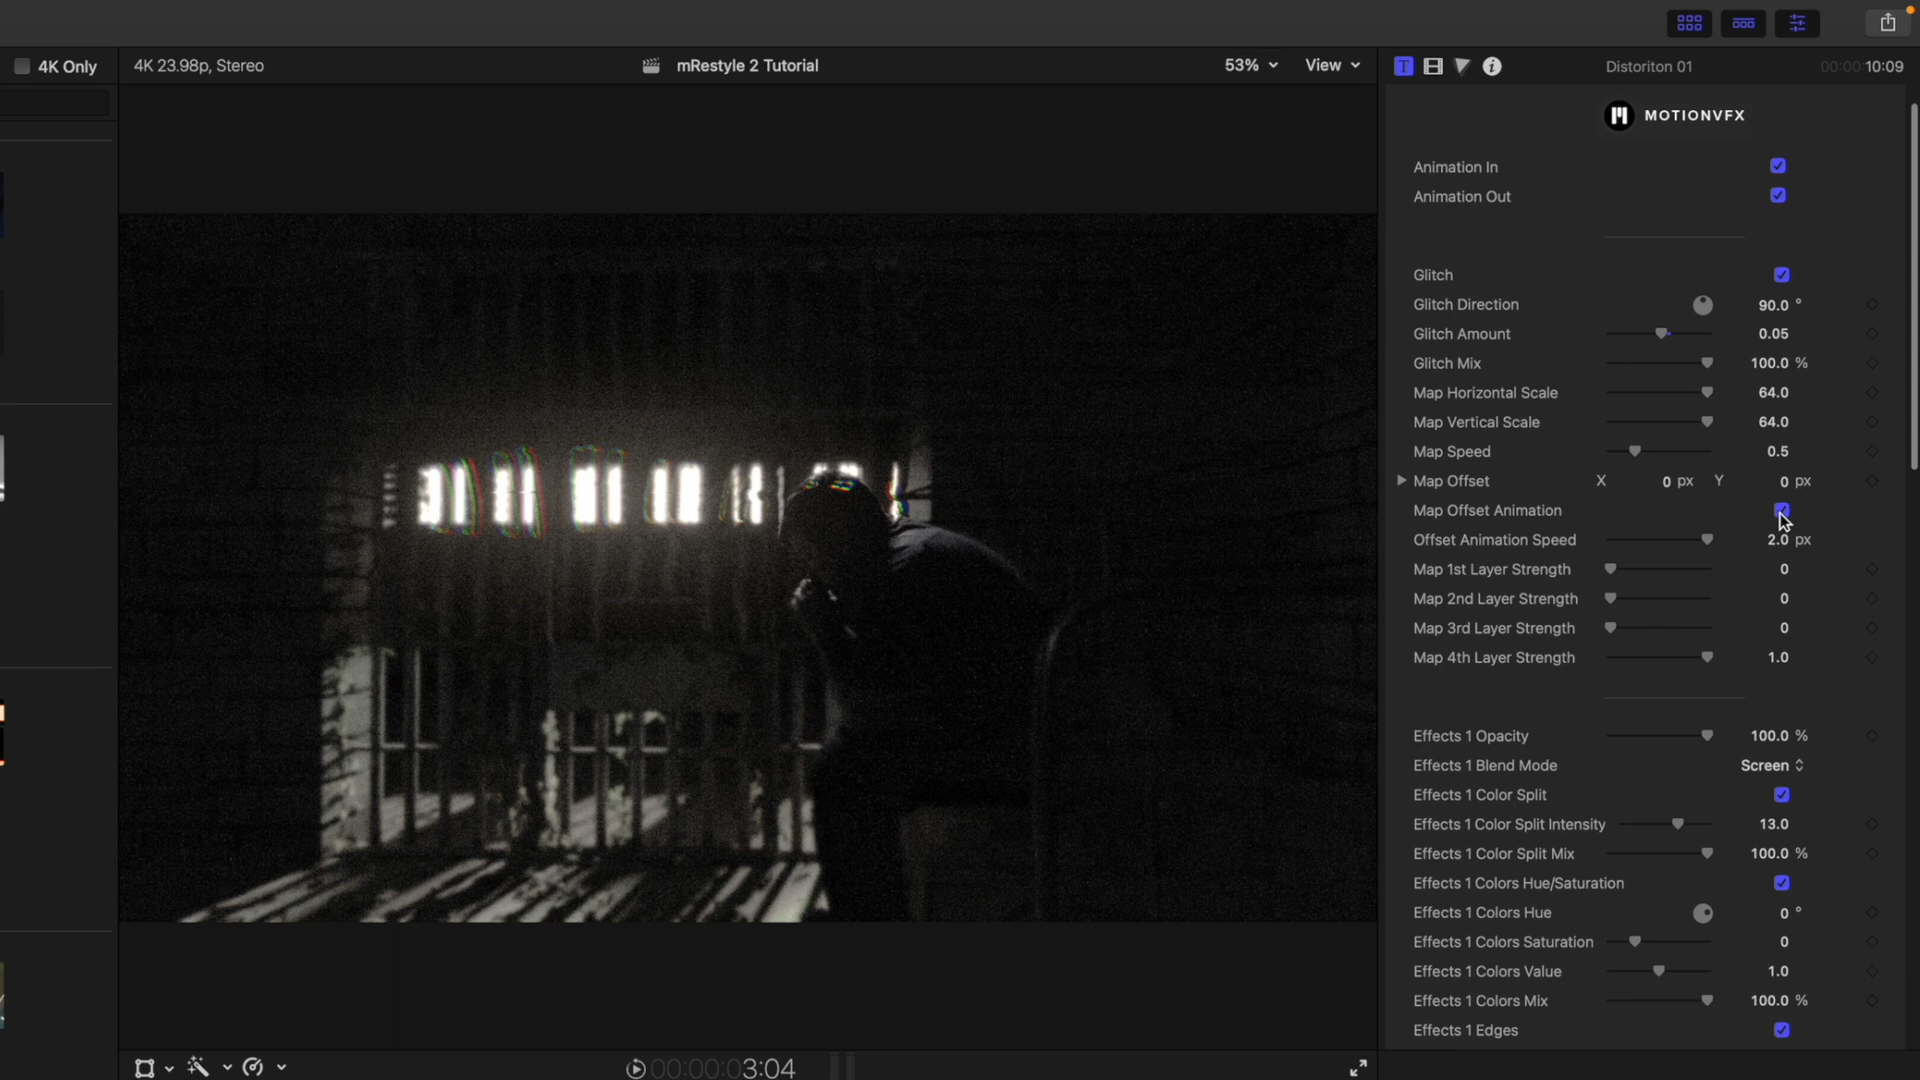 4K Only
4K 23.98p, Stereo
mRestyle 2 Tutorial
53%
View
T
Distoriton 01
00:00:10:09
MOTIONVFX
Animation In
Animation Out
Glitch
Glitch Direction 90.0 °
Glitch Amount 0.05
Glitch Mix 100.0 %
Map Horizontal Scale 64.0
Map Vertical Scale 64.0
Map Speed 0.5
Map Offset X 0 px Y 0 px
Map Offset Animation
Offset Animation Speed 2.0 px
Map 1st Layer Strength 0
Map 2nd Layer Strength 0
Map 3rd Layer Strength 0
Map 4th Layer Strength 1.0
Effects 1 Opacity 100.0 %
Effects 1 Blend Mode Screen
Effects 1 Color Split
Effects 1 Color Split Intensity 13.0
Effects 1 Color Split Mix 100.0 %
Effects 1 Colors Hue/Saturation
Effects 1 Colors Hue 0 °
Effects 1 Colors Saturation 0
Effects 1 Colors Value 1.0
Effects 1 Colors Mix 100.0 %
Effects 1 Edges
00:00:03:04